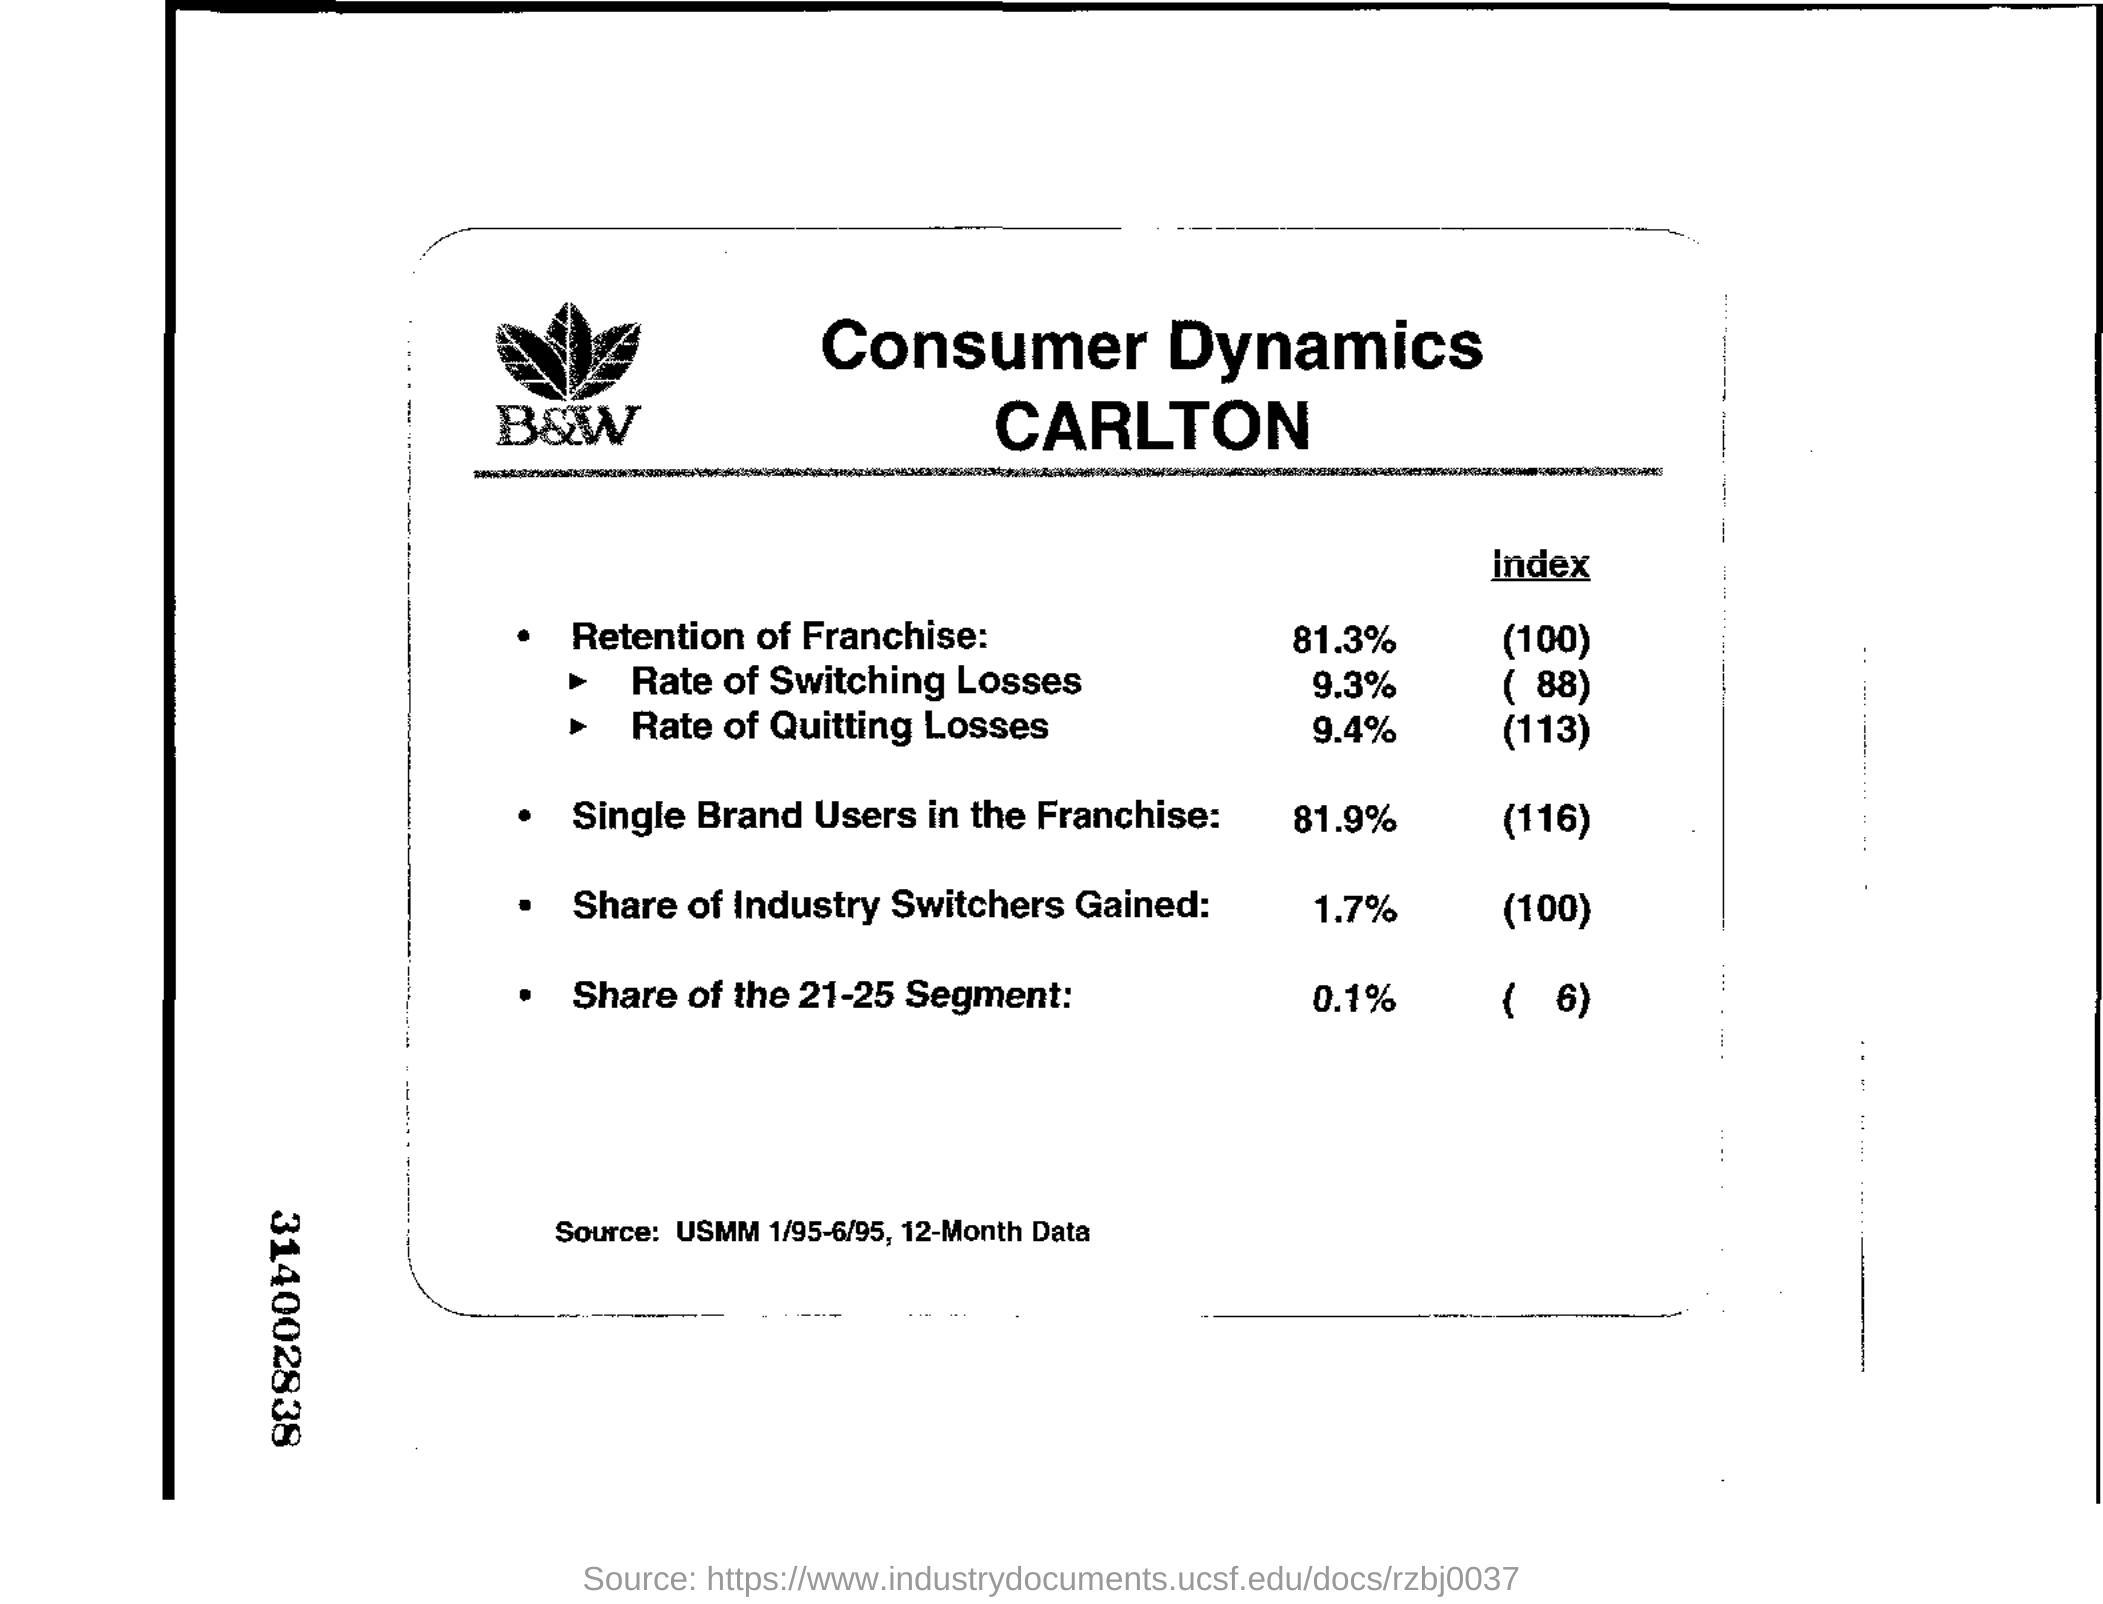 B&W
Consumer Dynamics
CARLTON
Index
• Retention of Franchise: 81.3% (100)
► Rate of Switching Losses 9.3% ( 88)
► Rate of Quitting Losses 9.4% (113)
• Single Brand Users in the Franchise: 81.9% (116)
• Share of Industry Switchers Gained: 1.7% (100)
• Share of the 21-25 Segment: 0.1% ( 6)
Source: USMM 1/95-6/95, 12-Month Data
314002838
Source: https://www.industrydocuments.ucsf.edu/docs/rzbj0037